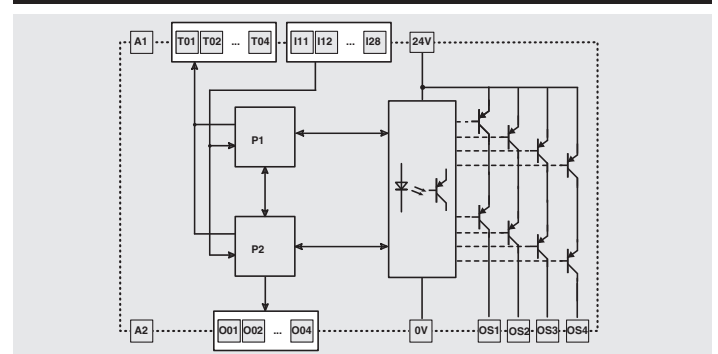 A1 T01 T02 ... T04 I11 I12 ... I28 24V
P1
P2
A2 O01 O02 ... O04 0V OS1 OS2 OS3 OS4